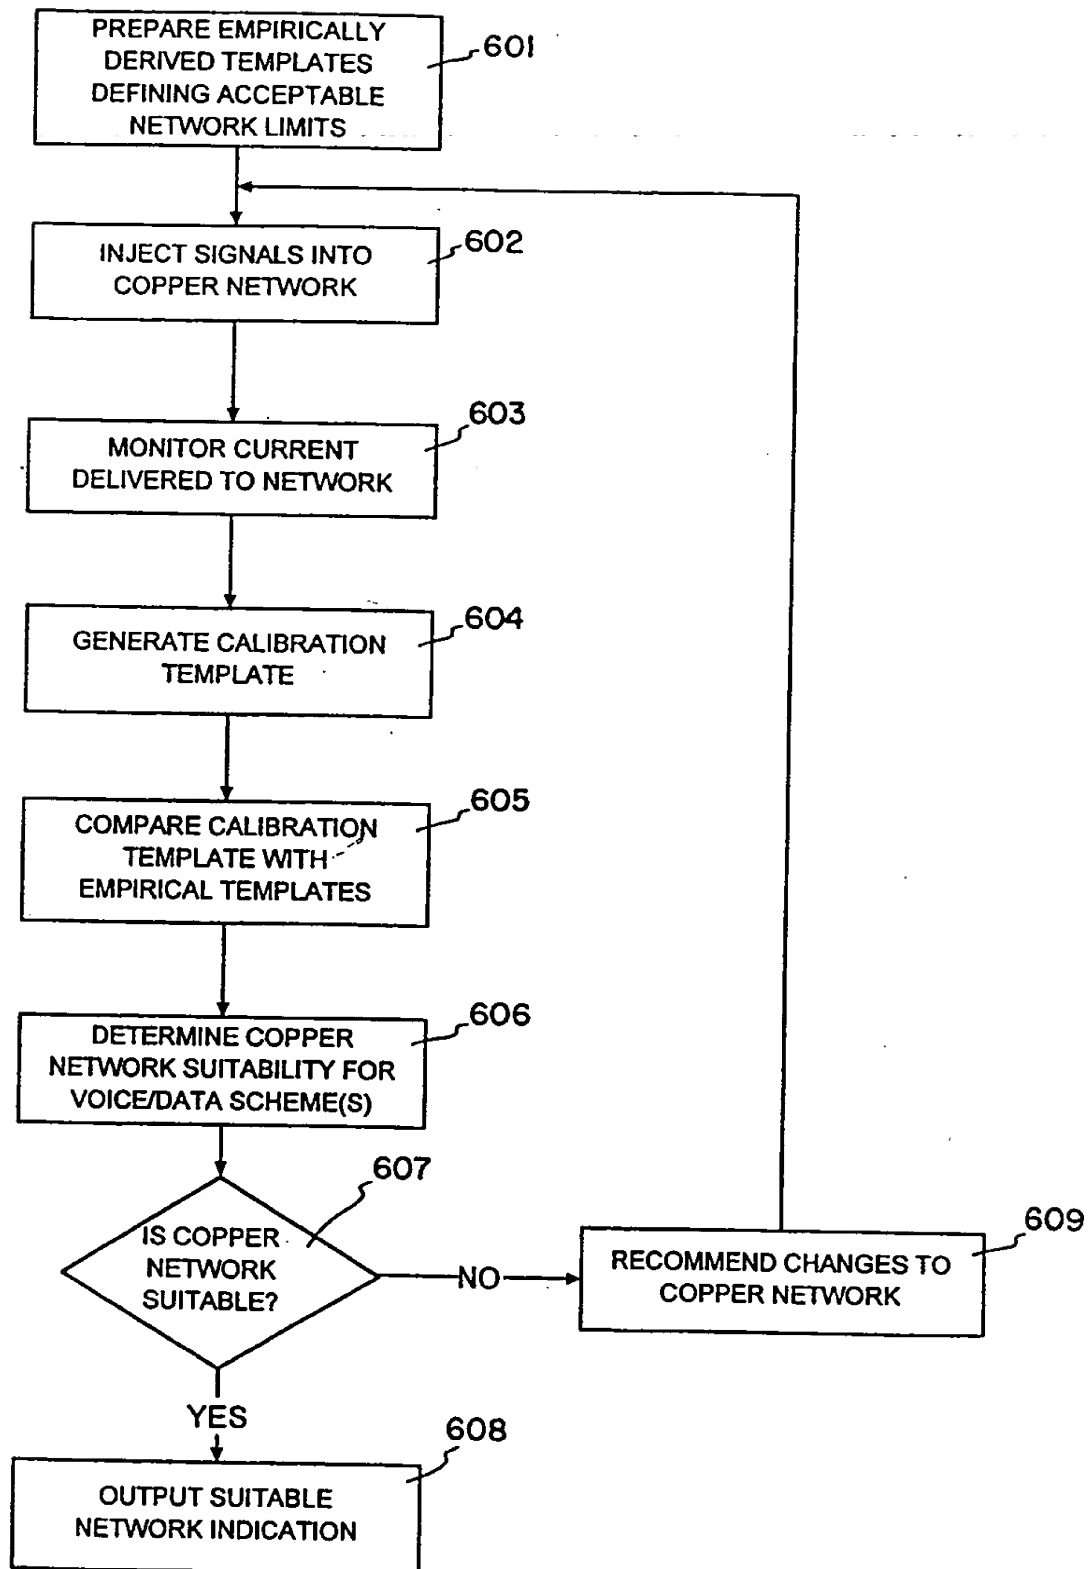 PREPARE EMPIRICALLY
DERIVED TEMPLATES
DEFINING ACCEPTABLE
NETWORK LIMITS
601
INJECT SIGNALS INTO
COPPER NETWORK
602
MONITOR CURRENT
DELIVERED TO NETWORK
603
GENERATE CALIBRATION
TEMPLATE
604
COMPARE CALIBRATION
TEMPLATE WITH
EMPIRICAL TEMPLATES
605
DETERMINE COPPER
NETWORK SUITABILITY FOR
VOICE/DATA SCHEME(S)
606
IS COPPER
NETWORK
SUITABLE?
607
NO
RECOMMEND CHANGES TO
COPPER NETWORK
609
YES
OUTPUT SUITABLE
NETWORK INDICATION
608